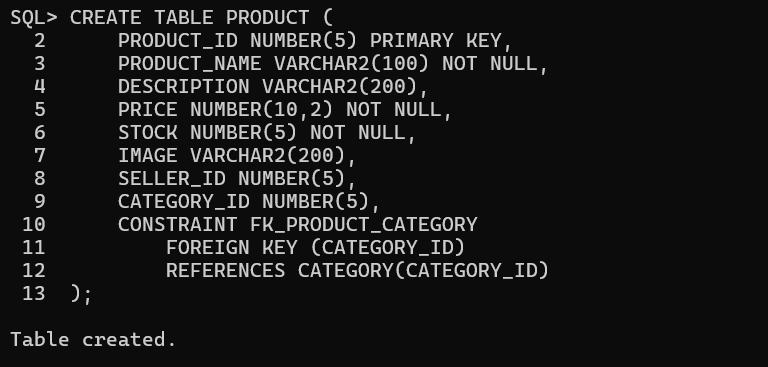 SQL> CREATE TABLE PRODUCT (
  2      PRODUCT_ID NUMBER(5) PRIMARY KEY,
  3      PRODUCT_NAME VARCHAR2(100) NOT NULL,
  4      DESCRIPTION VARCHAR2(200),
  5      PRICE NUMBER(10,2) NOT NULL,
  6      STOCK NUMBER(5) NOT NULL,
  7      IMAGE VARCHAR2(200),
  8      SELLER_ID NUMBER(5),
  9      CATEGORY_ID NUMBER(5),
 10      CONSTRAINT FK_PRODUCT_CATEGORY
 11          FOREIGN KEY (CATEGORY_ID)
 12          REFERENCES CATEGORY(CATEGORY_ID)
 13  );
Table created.